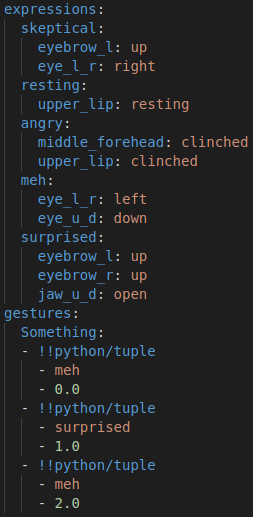 expressions:
  skeptical:
    eyebrow_l: up
    eye_l_r: right
  resting:
    upper_lip: resting
  angry:
    middle_forehead: clinched
    upper_lip: clinched
  meh:
    eye_l_r: left
    eye_u_d: down
  surprised:
    eyebrow_l: up
    eyebrow_r: up
    jaw_u_d: open
gestures:
  Something:
  - !!python/tuple
    - meh
    - 0.0
  - !!python/tuple
    - surprised
    - 1.0
  - !!python/tuple
    - meh
    - 2.0